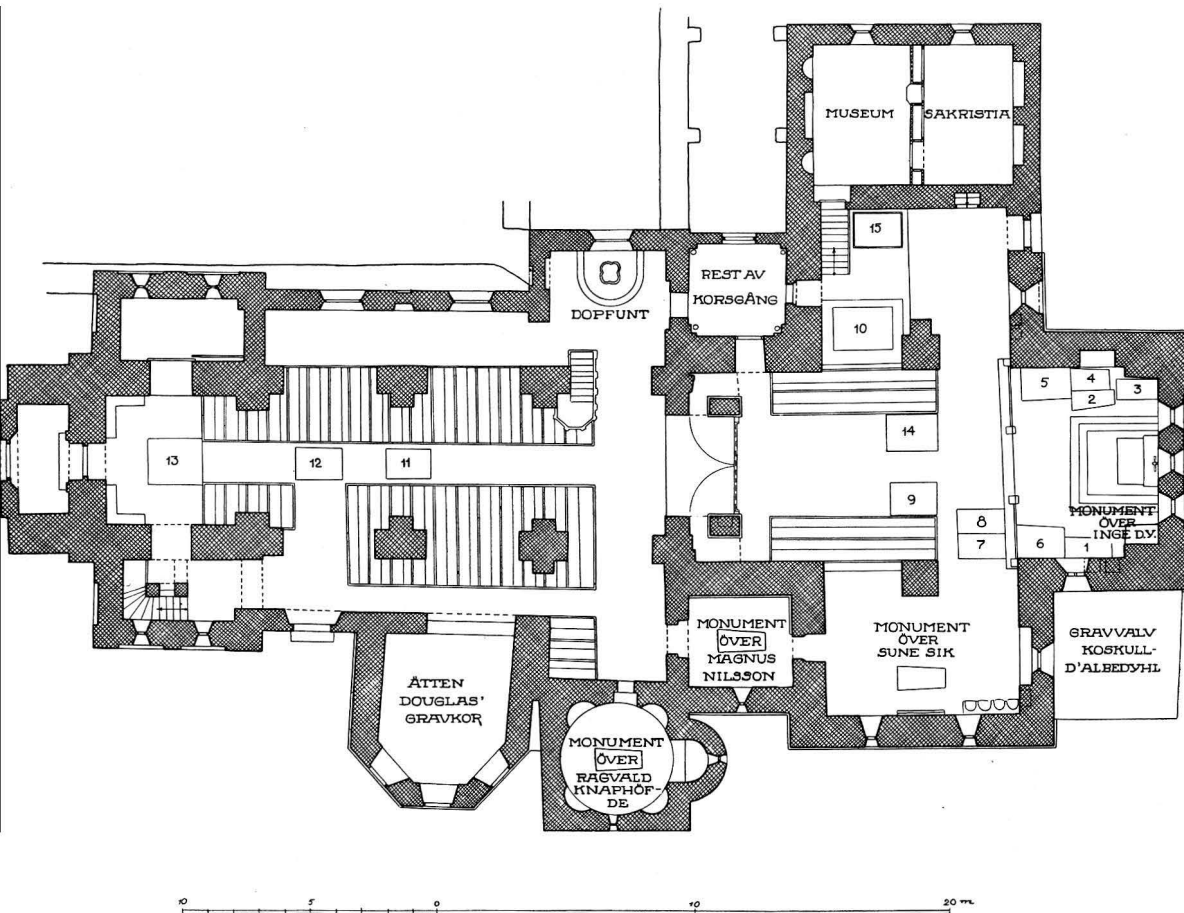 MUSEUM
SAKRISTIA
15
REST AV
KORSGÅNG
DOPFUNT
10
5
4
2
3
14
13
12
11
9
8
7
6
1
MONUMENT
ÖVER
INGE D.Y.
MONUMENT
ÖVER
MAGNUS
NILSSON
MONUMENT
ÖVER
SUNE SIK
GRAVVALV
KOSKULL-
D'ALBEDYHL
ÄTTEN
DOUGLAS'
GRAVKOR
MONUMENT
ÖVER
RAGVALD
KNAPHÖF-
DE
10 5 0 10 20 m